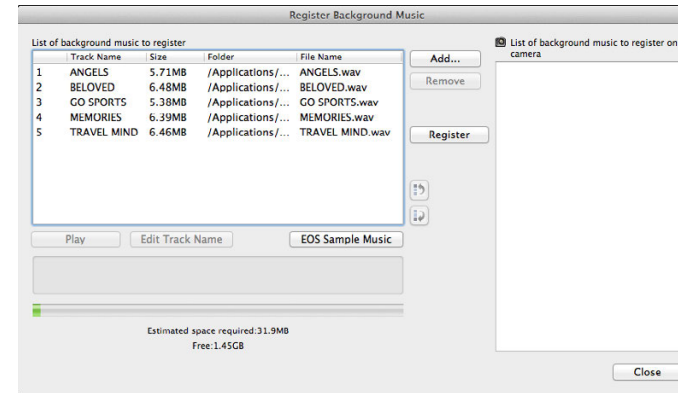 Register Background Music
List of background music to register
Track Name Size Folder File Name
1 ANGELS 5.71MB /Applications/... ANGELS.wav
2 BELOVED 6.48MB /Applications/... BELOVED.wav
3 GO SPORTS 5.38MB /Applications/... GO SPORTS.wav
4 MEMORIES 6.39MB /Applications/... MEMORIES.wav
5 TRAVEL MIND 6.46MB /Applications/... TRAVEL MIND.wav
Add...
Remove
Register
Play
Edit Track Name
EOS Sample Music
Estimated space required:31.9MB
Free:1.45GB
List of background music to register on
camera
Close